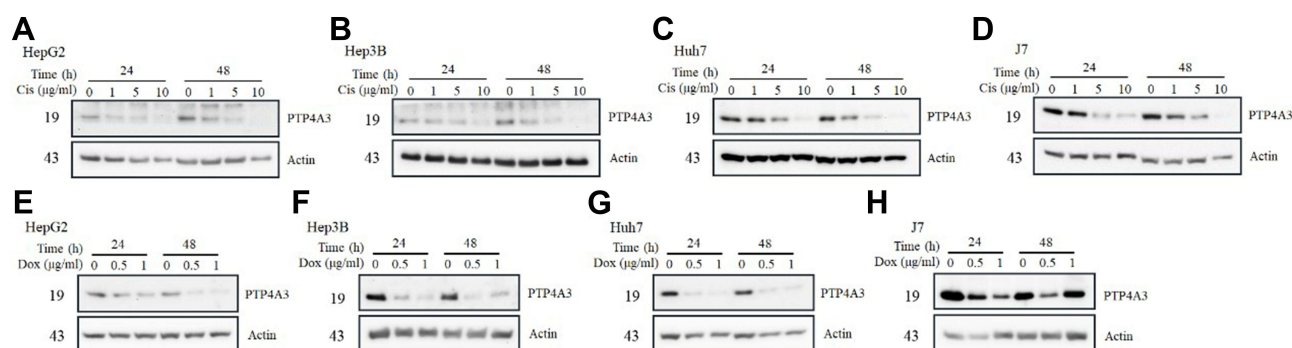 A
HepG2
Time (h) 24 48
Cis (μg/ml) 0 1 5 10 0 1 5 10
19 PTP4A3
43 Actin
B
Hep3B
Time (h) 24 48
Cis (μg/ml) 0 1 5 10 0 1 5 10
19 PTP4A3
43 Actin
C
Huh7
Time (h) 24 48
Cis (μg/ml) 0 1 5 10 0 1 5 10
19 PTP4A3
43 Actin
D
J7
Time (h) 24 48
Cis (μg/ml) 0 1 5 10 0 1 5 10
19 PTP4A3
43 Actin
E
HepG2
Time (h) 24 48
Dox (μg/ml) 0 0.5 1 0 0.5 1
19 PTP4A3
43 Actin
F
Hep3B
Time (h) 24 48
Dox (μg/ml) 0 0.5 1 0 0.5 1
19 PTP4A3
43 Actin
G
Huh7
Time (h) 24 48
Dox (μg/ml) 0 0.5 1 0 0.5 1
19 PTP4A3
43 Actin
H
J7
Time (h) 24 48
Dox (μg/ml) 0 0.5 1 0 0.5 1
19 PTP4A3
43 Actin